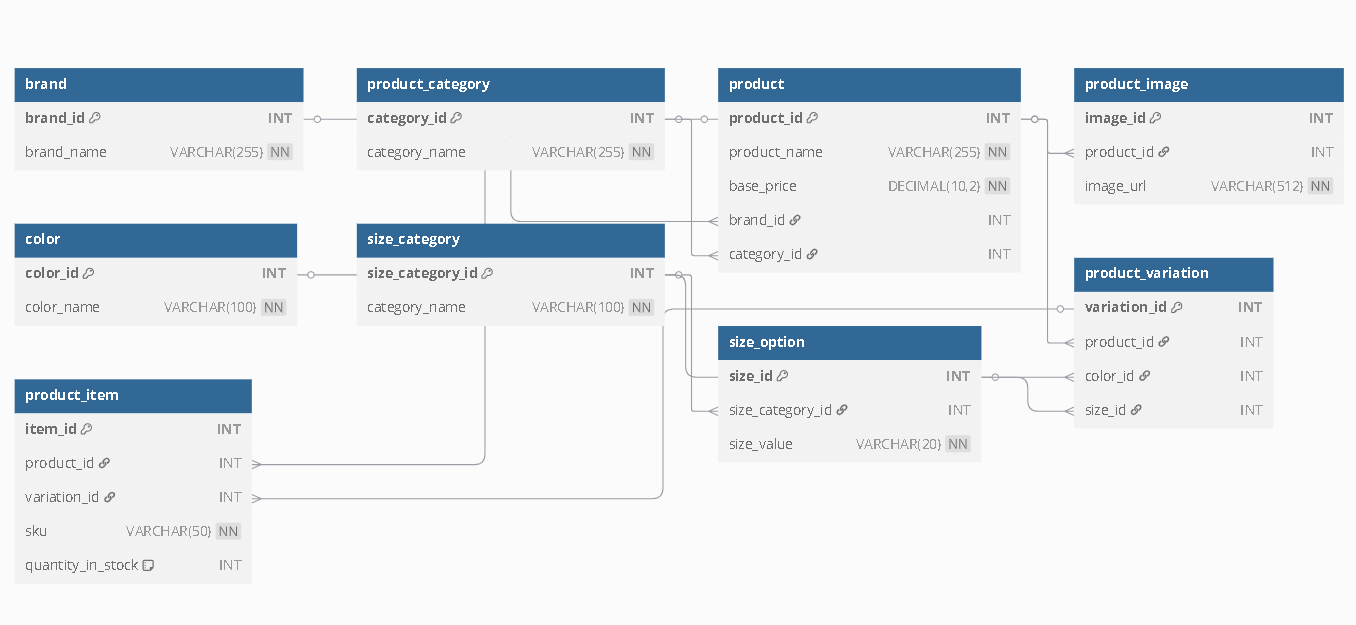 brand
brand_id INT
brand_name VARCHAR(255) NN
product_category
category_id INT
category_name VARCHAR(255) NN
product
product_id INT
product_name VARCHAR(255) NN
base_price DECIMAL(10,2) NN
brand_id INT
category_id INT
product_image
image_id INT
product_id INT
image_url VARCHAR(512) NN
color
color_id INT
color_name VARCHAR(100) NN
size_category
size_category_id INT
category_name VARCHAR(100) NN
size_option
size_id INT
size_category_id INT
size_value VARCHAR(20) NN
product_variation
variation_id INT
product_id INT
color_id INT
size_id INT
product_item
item_id INT
product_id INT
variation_id INT
sku VARCHAR(50) NN
quantity_in_stock INT